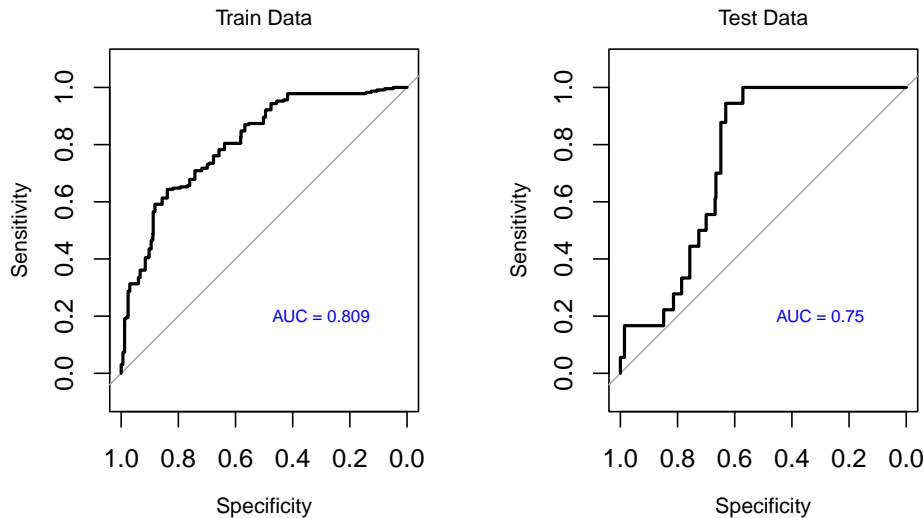 Train Data
Sensitivity
1.0
0.8
0.6
0.4
0.2
0.0
AUC = 0.809
1.0 0.8 0.6 0.4 0.2 0.0
Specificity
Test Data
Sensitivity
1.0
0.8
0.6
0.4
0.2
0.0
AUC = 0.75
1.0 0.8 0.6 0.4 0.2 0.0
Specificity